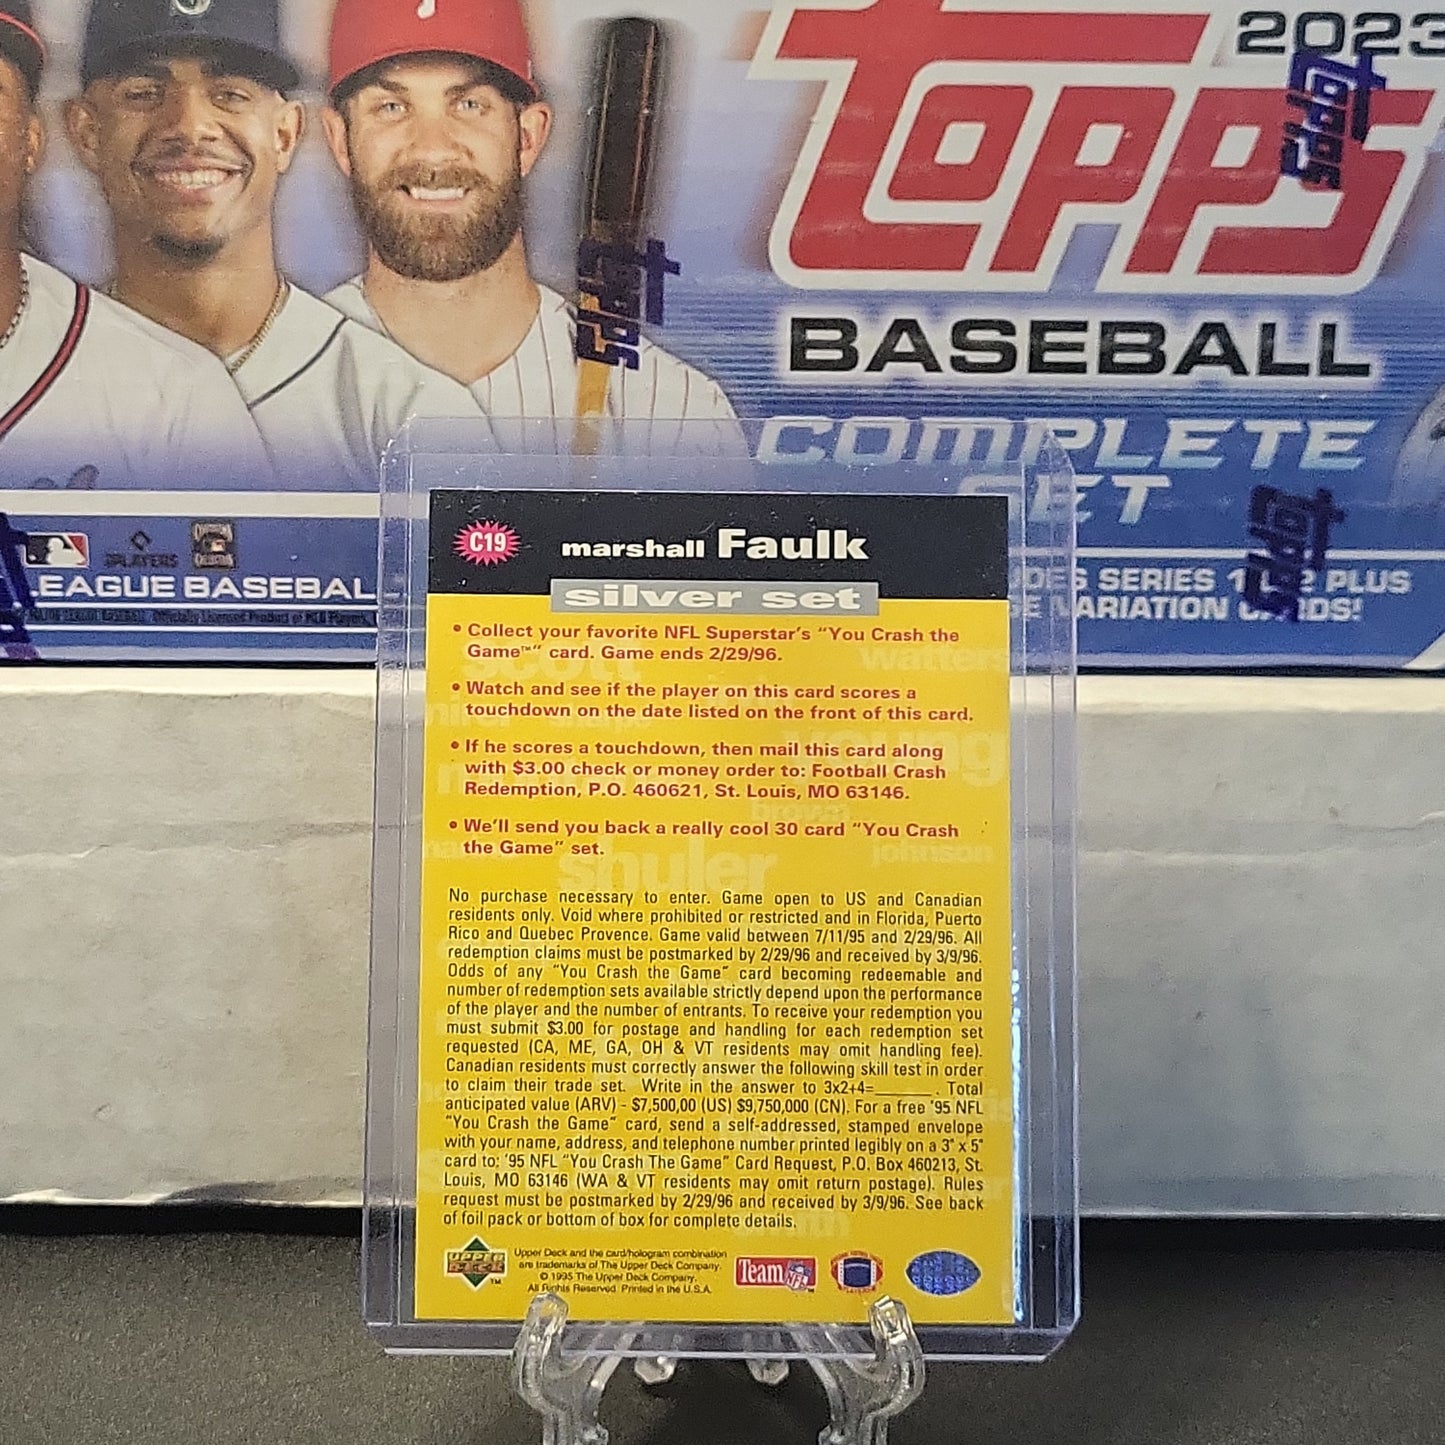 2023
Topps
Topps
Topps
BASEBALL
COMPLETE
SET
Topps
PLAYERS
LEAGUE BASEBAL
SERIES 1 & 2 PLUS
VARIATION CARDS!
C19
marshall Faulk
silver set
• Collect your favorite NFL Superstar's "You Crash the
Game™" card. Game ends 2/29/96.
• Watch and see if the player on this card scores a
touchdown on the date listed on the front of this card.
• If he scores a touchdown, then mail this card along
with $3.00 check or money order to: Football Crash
Redemption, P.O. 460621, St. Louis, MO 63146.
• We'll send you back a really cool 30 card "You Crash
the Game" set.
scott
watters
young
brown
shuler
johnson
smith
No purchase necessary to enter. Game open to US and Canadian
residents only. Void where prohibited or restricted and in Florida, Puerto
Rico and Quebec Provence. Game valid between 7/11/95 and 2/29/96. All
redemption claims must be postmarked by 2/29/96 and received by 3/9/96.
Odds of any "You Crash the Game" card becoming redeemable and
number of redemption sets available strictly depend upon the performance
of the player and the number of entrants. To receive your redemption you
must submit $3.00 for postage and handling for each redemption set
requested (CA, ME, GA, OH & VT residents may omit handling fee).
Canadian residents must correctly answer the following skill test in order
to claim their trade set. Write in the answer to 3x2+4=______. Total
anticipated value (ARV) - $7,500,00 (US) $9,750,000 (CN). For a free '95 NFL
"You Crash the Game" card, send a self-addressed, stamped envelope
with your name, address, and telephone number printed legibly on a 3" x 5"
card to: '95 NFL "You Crash The Game" Card Request, P.O. Box 460213, St.
Louis, MO 63146 (WA & VT residents may omit return postage). Rules
request must be postmarked by 2/29/96 and received by 3/9/96. See back
of foil pack or bottom of box for complete details.
UPPER
DECK
™
Upper Deck and the card/hologram combination
are trademarks of The Upper Deck Company.
© 1995 The Upper Deck Company.
All Rights Reserved. Printed in the U.S.A.
Team NFL